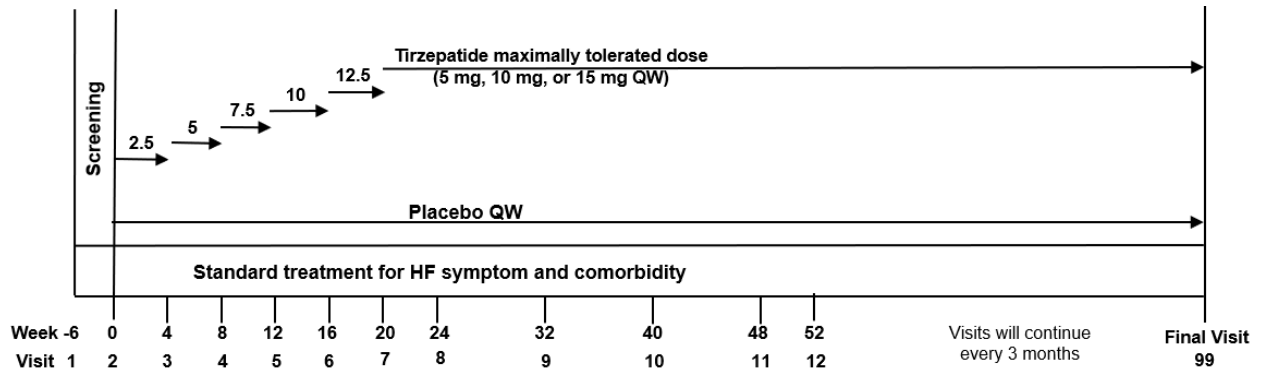 Screening
Tirzepatide maximally tolerated dose
(5 mg, 10 mg, or 15 mg QW)
12.5
10
7.5
5
2.5
Placebo QW
Standard treatment for HF symptom and comorbidity
Week -6 0 4 8 12 16 20 24 32 40 48 52
Visit 1 2 3 4 5 6 7 8 9 10 11 12
Visits will continue
every 3 months
Final Visit
99